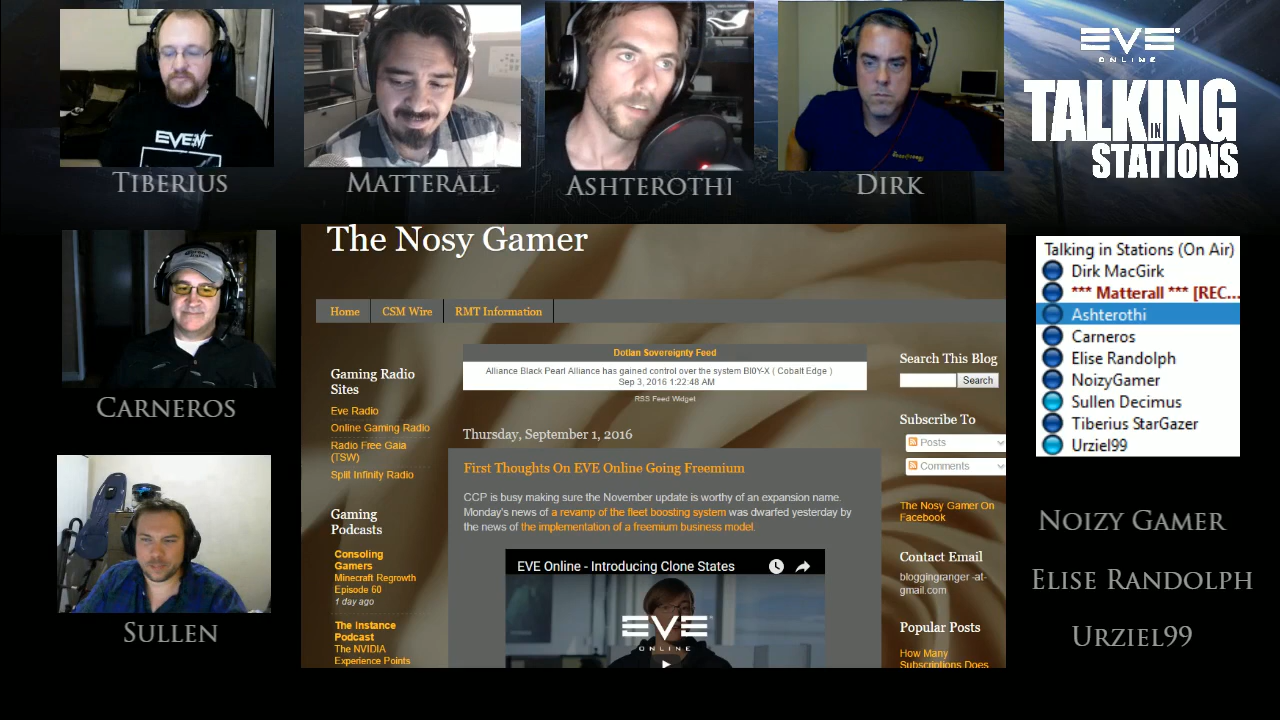 EVE
ONLINE
TALKING
IN
STATIONS
TIBERIUS
MATTERALL
ASHTEROTHI
DIRK
CARNEROS
SULLEN
The Nosy Gamer
Home
CSM Wire
RMT Information
Gaming Radio
Sites
Eve Radio
Online Gaming Radio
Radio Free Gaia
(TSW)
Split Infinity Radio
Gaming
Podcasts
Consoling
Gamers
Minecraft Regrowth
Episode 60
1 day ago
The Instance
Podcast
The NVIDIA
Experience Points
Dotlan Sovereignty Feed
Alliance Black Pearl Alliance has gained control over the system BI0Y-X ( Cobalt Edge )
Sep 3, 2016 1:22:48 AM
RSS Feed Widget
Thursday, September 1, 2016
First Thoughts On EVE Online Going Freemium
CCP is busy making sure the November update is worthy of an expansion name.
Monday's news of a revamp of the fleet boosting system was dwarfed yesterday by
the news of the implementation of a freemium business model.
EVE Online - Introducing Clone States
EVE
ONLINE
Search This Blog
Search
Subscribe To
Posts
Comments
The Nosy Gamer On
Facebook
Contact Email
bloggingranger -at-
gmail.com
Popular Posts
How Many
Subscriptions Does
Talking in Stations (On Air)
Dirk MacGirk
*** Matterall *** [REC...
Ashterothi
Carneros
Elise Randolph
NoizyGamer
Sullen Decimus
Tiberius StarGazer
Urziel99
NOIZY GAMER
ELISE RANDOLPH
URZIEL99